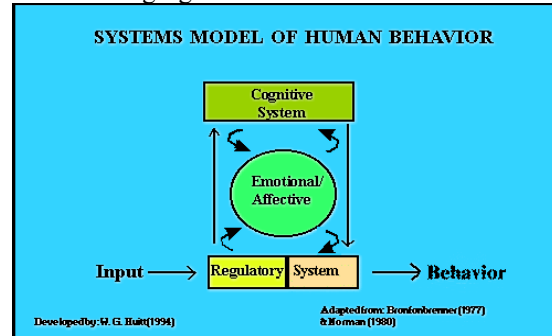 SYSTEMS MODEL OF HUMAN BEHAVIOR
Cognitive
System
Emotional/
Affective
Input
Regulatory System
Behavior
Developed by: W. G. Huitt (1994)
Adapted from: Bronfonbrenner (1977)
& Norman (1980)